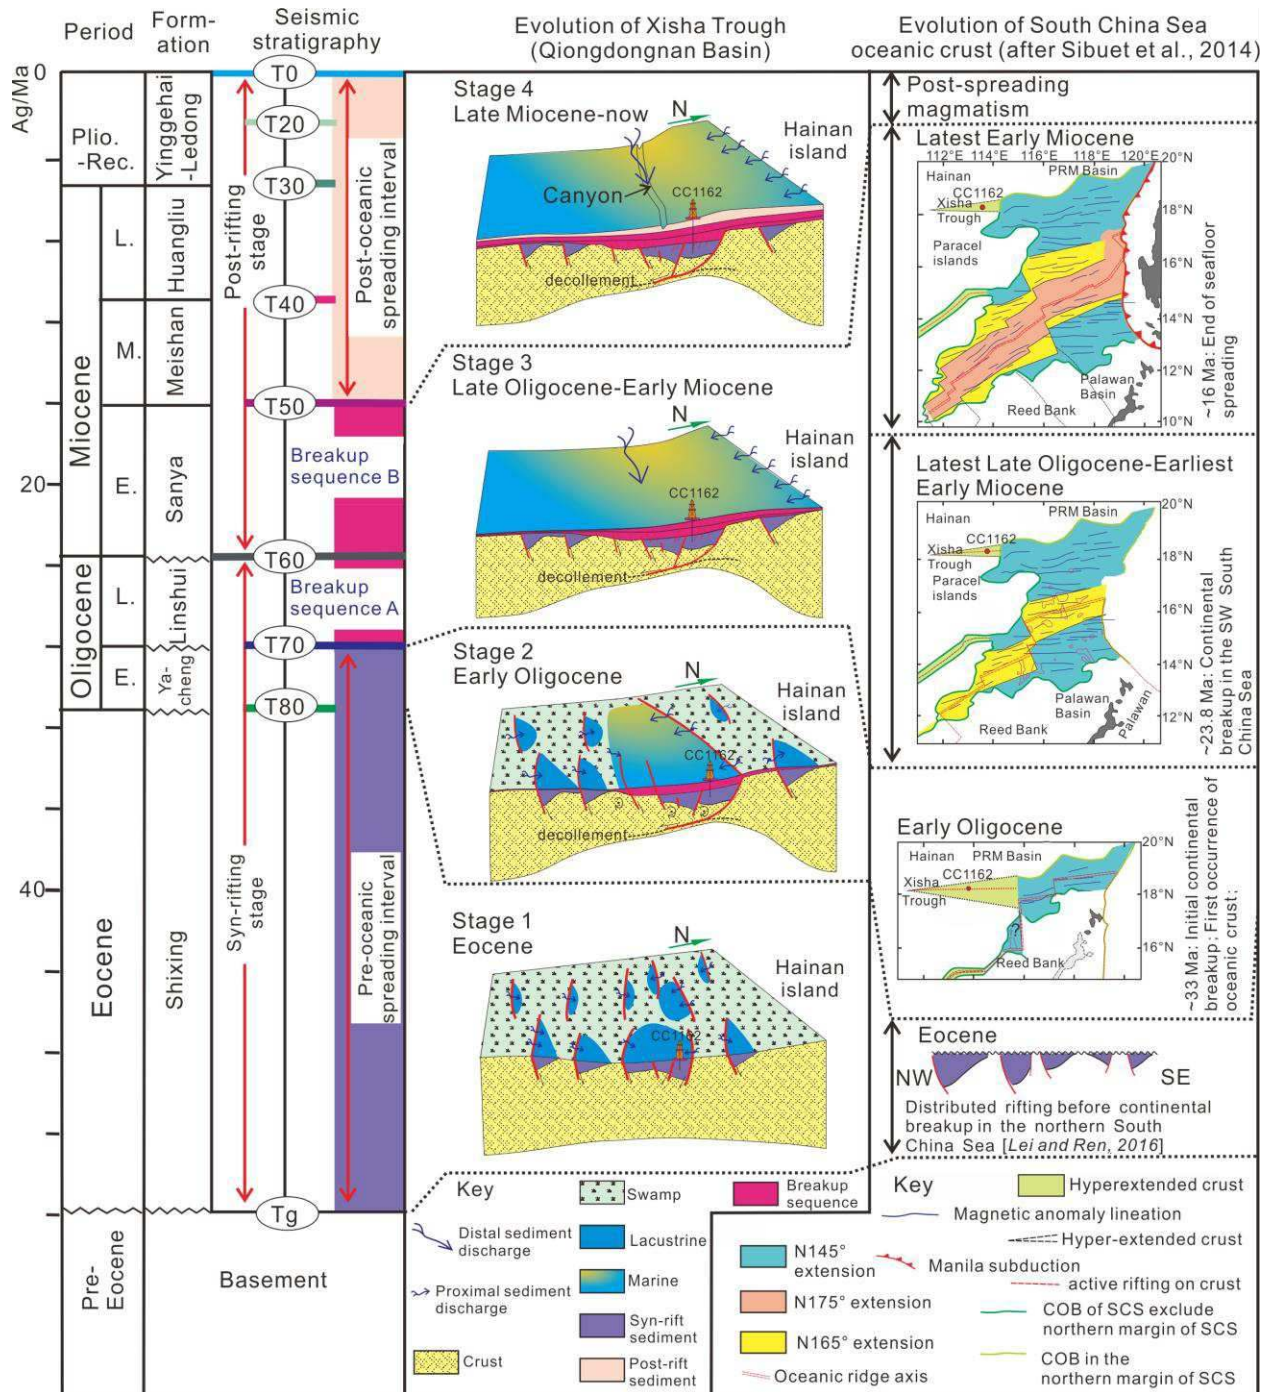 Period
Form-
ation
Seismic
stratigraphy
Evolution of Xisha Trough
(Qiongdongnan Basin)
Evolution of South China Sea
oceanic crust (after Sibuet et al., 2014)
Ag/Ma
0
20
40
Plio.
-Rec.
Miocene
L.
M.
E.
Oligocene
L.
E.
Eocene
Pre-
Eocene
Yinggehai
-Ledong
Huangliu
Meishan
Sanya
Linshui
Ya-
cheng
Shixing
T0
T20
T30
T40
T50
T60
T70
T80
Tg
Post-rifting
stage
Syn-rifting
stage
Post-oceanic
spreading interval
Breakup
sequence B
Breakup
sequence A
Pre-oceanic
spreading interval
Basement
Stage 4
Late Miocene-now
N
Hainan
island
Canyon
CC1162
decollement
Stage 3
Late Oligocene-Early Miocene
N
Hainan
island
CC1162
decollement
Stage 2
Early Oligocene
N
Hainan
island
CC1162
decollement
Stage 1
Eocene
N
Hainan
island
CC1162
Post-spreading
magmatism
Latest Early Miocene
112°E 114°E 116°E 118°E 120°E
20°N
18°N
16°N
14°N
12°N
10°N
Hainan
PRM Basin
CC1162
Xisha
Trough
Paracel
islands
Palawan
Basin
Reed Bank
~16 Ma: End of seafloor
spreading
Latest Late Oligocene-Earliest
Early Miocene
20°N
18°N
16°N
14°N
12°N
PRM Basin
Hainan
CC1162
Xisha
Trough
Paracel
islands
Palawan
Basin
Palawan
Reed Bank
~23.8 Ma: Continental
breakup in the SW South
China Sea
Early Oligocene
20°N
18°N
16°N
Hainan
PRM Basin
CC1162
Xisha
Trough
?
Reed Bank
~33 Ma: Initial continental
breakup; First occurrence of
oceanic crust:
Eocene
NW
SE
Distributed rifting before continental
breakup in the northern South
China Sea [Lei and Ren, 2016]
Key
Distal sediment
discharge
Proximal sediment
discharge
Crust
Swamp
Lacustrine
Marine
Syn-rift
sediment
Post-rift
sediment
Breakup
sequence
N145°
extension
N175° extension
N165° extension
Oceanic ridge axis
Key
Hyperextended crust
Magnetic anomaly lineation
Hyper-extended crust
Manila subduction
active rifting on crust
COB of SCS exclude
northern margin of SCS
COB in the
northern margin of SCS